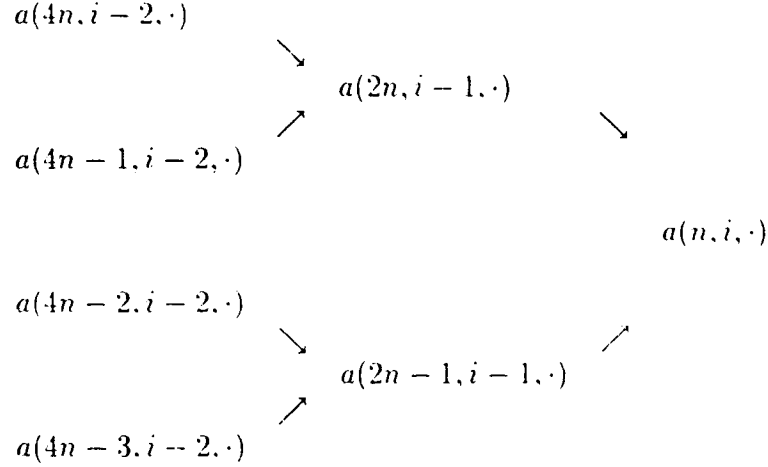 a(4n, i − 2, ·)
a(2n, i − 1, ·)
a(4n − 1, i − 2, ·)
a(n, i, ·)
a(4n − 2, i − 2, ·)
a(2n − 1, i − 1, ·)
a(4n − 3, i − 2, ·)